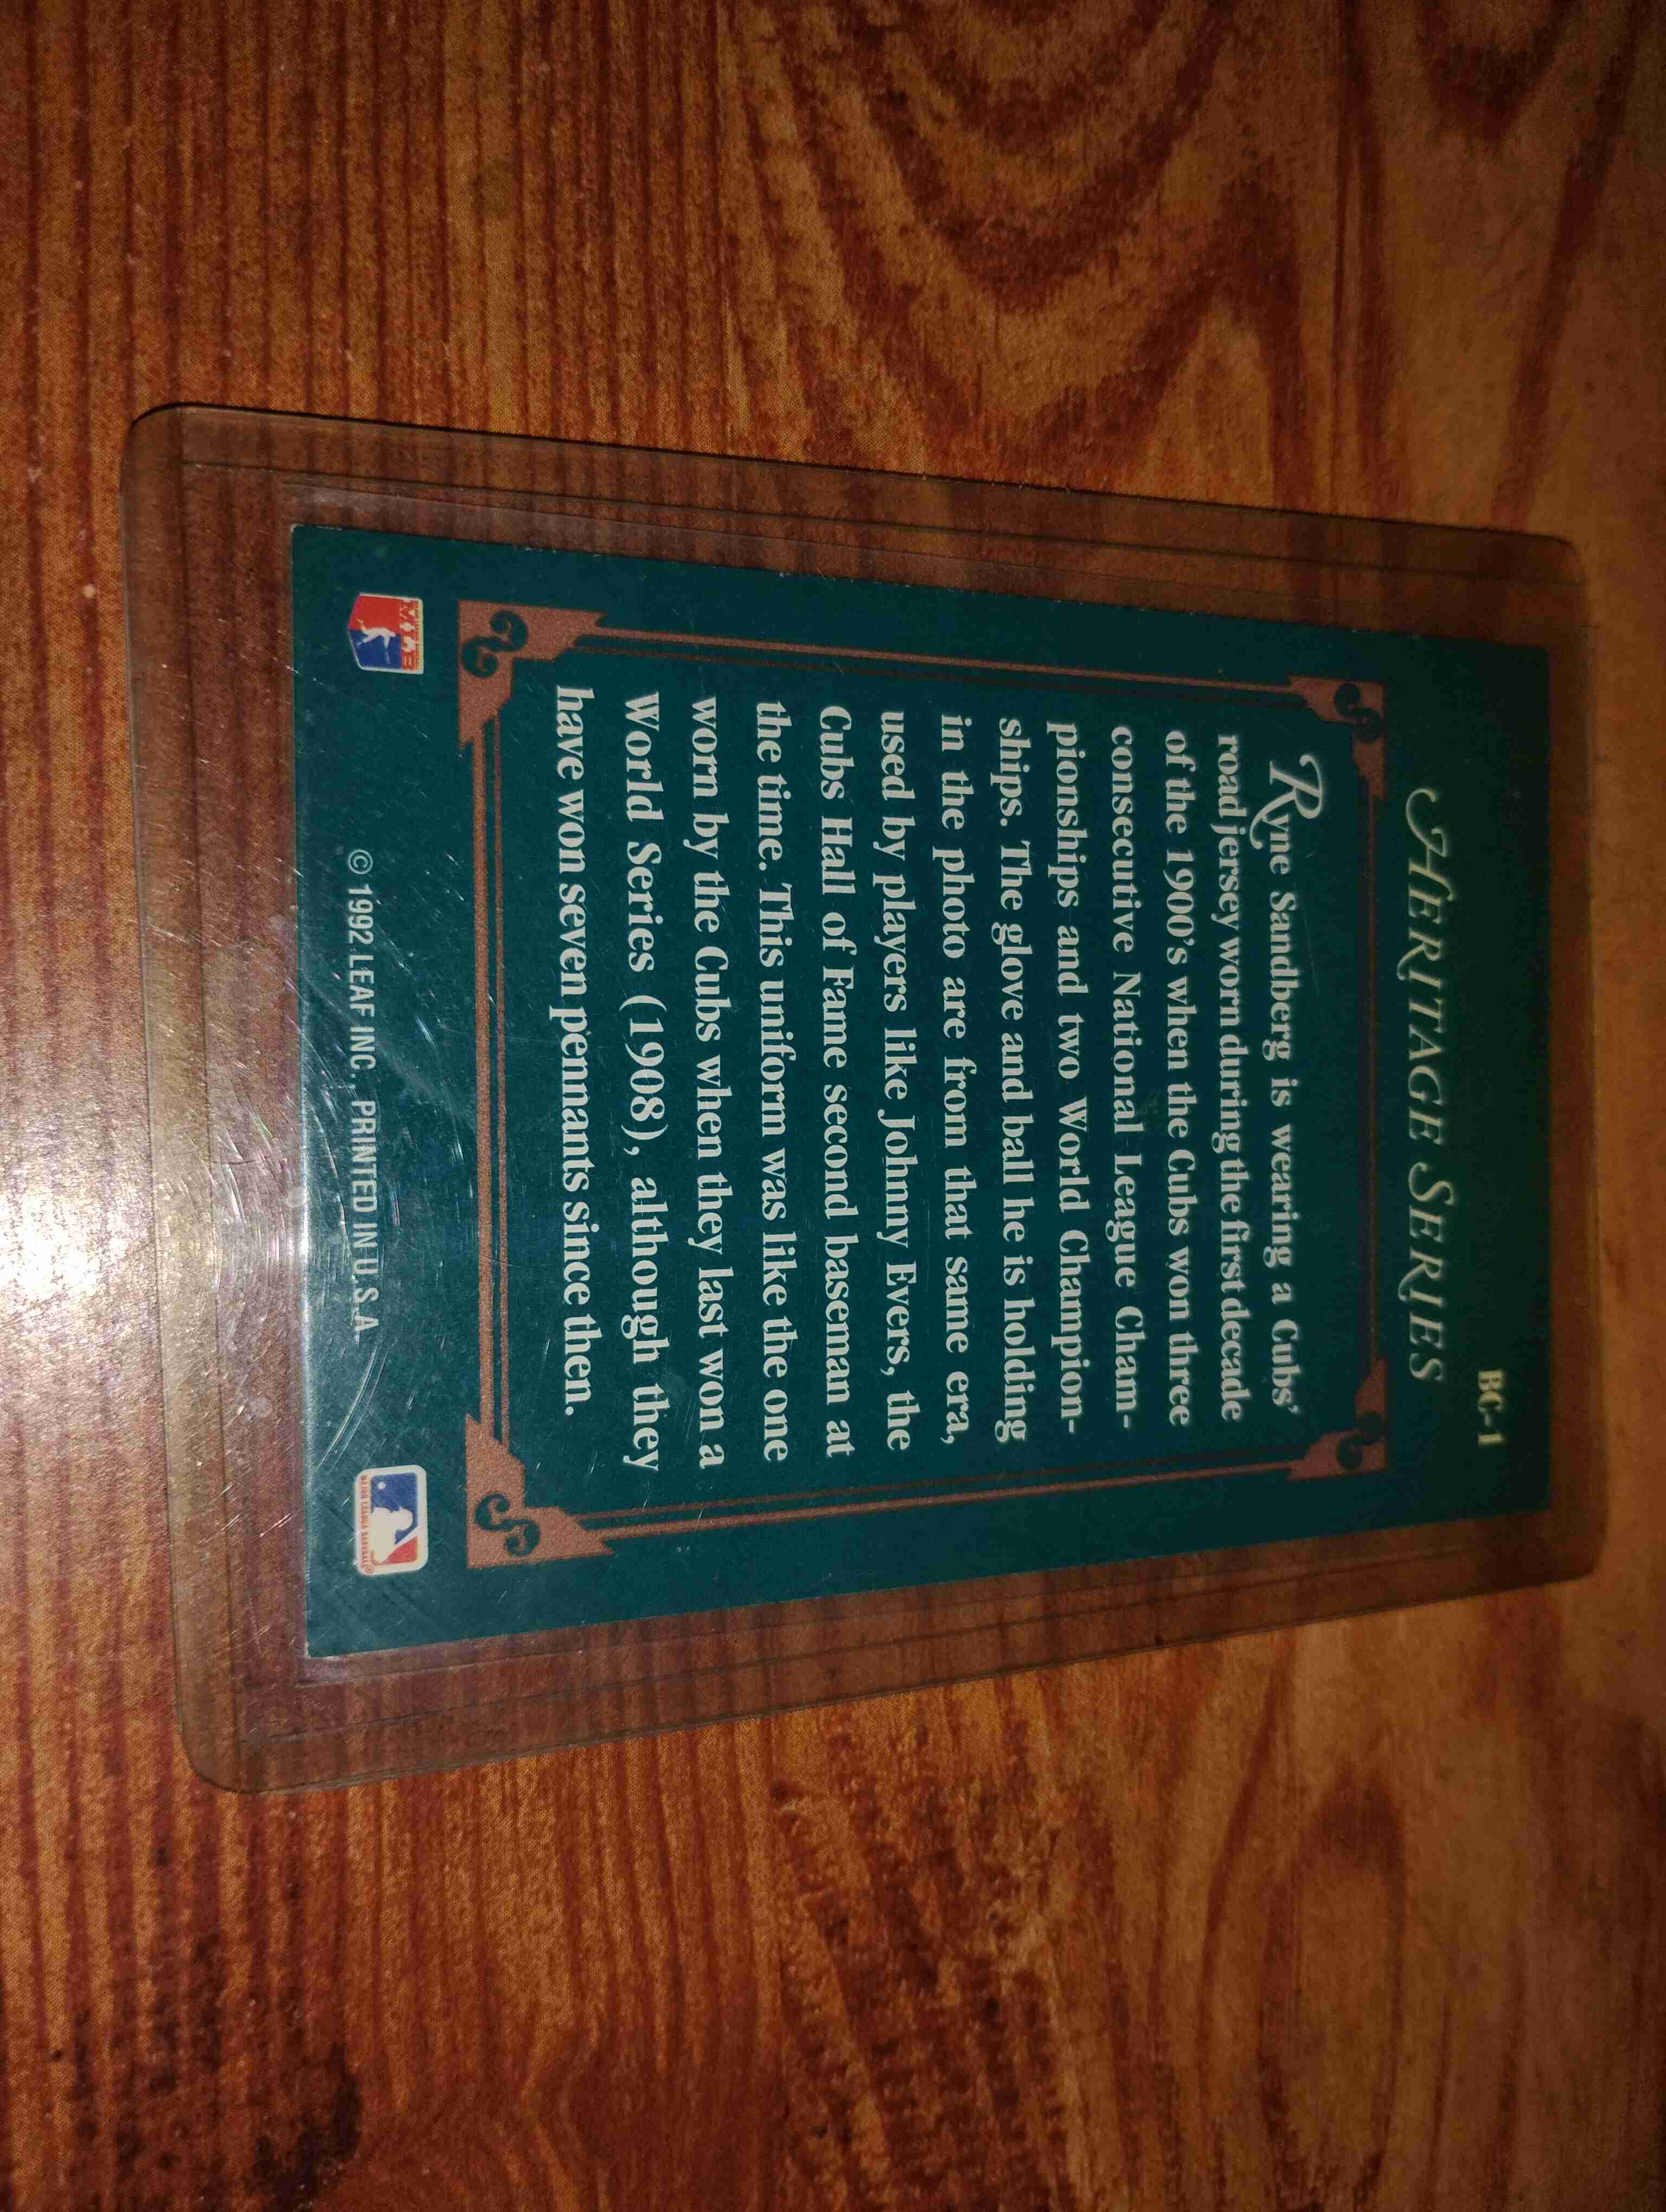 BC-1
HERITAGE SERIES
Ryne Sandberg is wearing a Cubs'
road jersey worn during the first decade
of the 1900's when the Cubs won three
consecutive National League Cham-
pionships and two World Champion-
ships. The glove and ball he is holding
in the photo are from that same era,
used by players like Johnny Evers, the
Cubs Hall of Fame second baseman at
the time. This uniform was like the one
worn by the Cubs when they last won a
World Series (1908), although they
have won seven pennants since then.
© 1992 LEAF INC., PRINTED IN U.S.A.
MAJOR LEAGUE BASEBALL